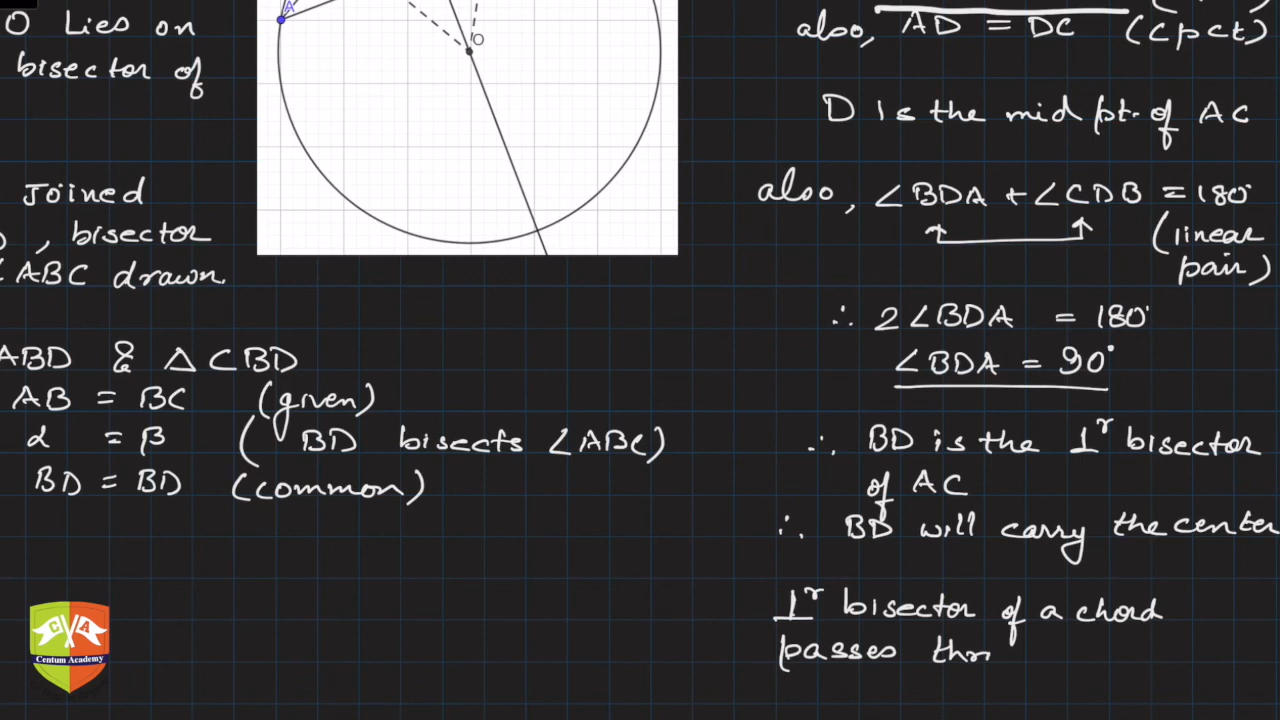 O Lies on
bisector of
Joined
, bisector
ABC drawn.
ABD & △ CBD
AB = BC (given)
α = β ( BD bisects ∠ABC)
BD = BD (common)
A
O
also, AD = DC (cpct)
D is the mid pt. of AC
also, ∠BDA + ∠CDB = 180°
(linear
pair)
∴ 2∠BDA = 180°
∠BDA = 90°
∴ BD is the ⊥r bisector
of AC
∴ BD will carry the center
⊥r bisector of a chord
passes thr
C A
Centum Academy